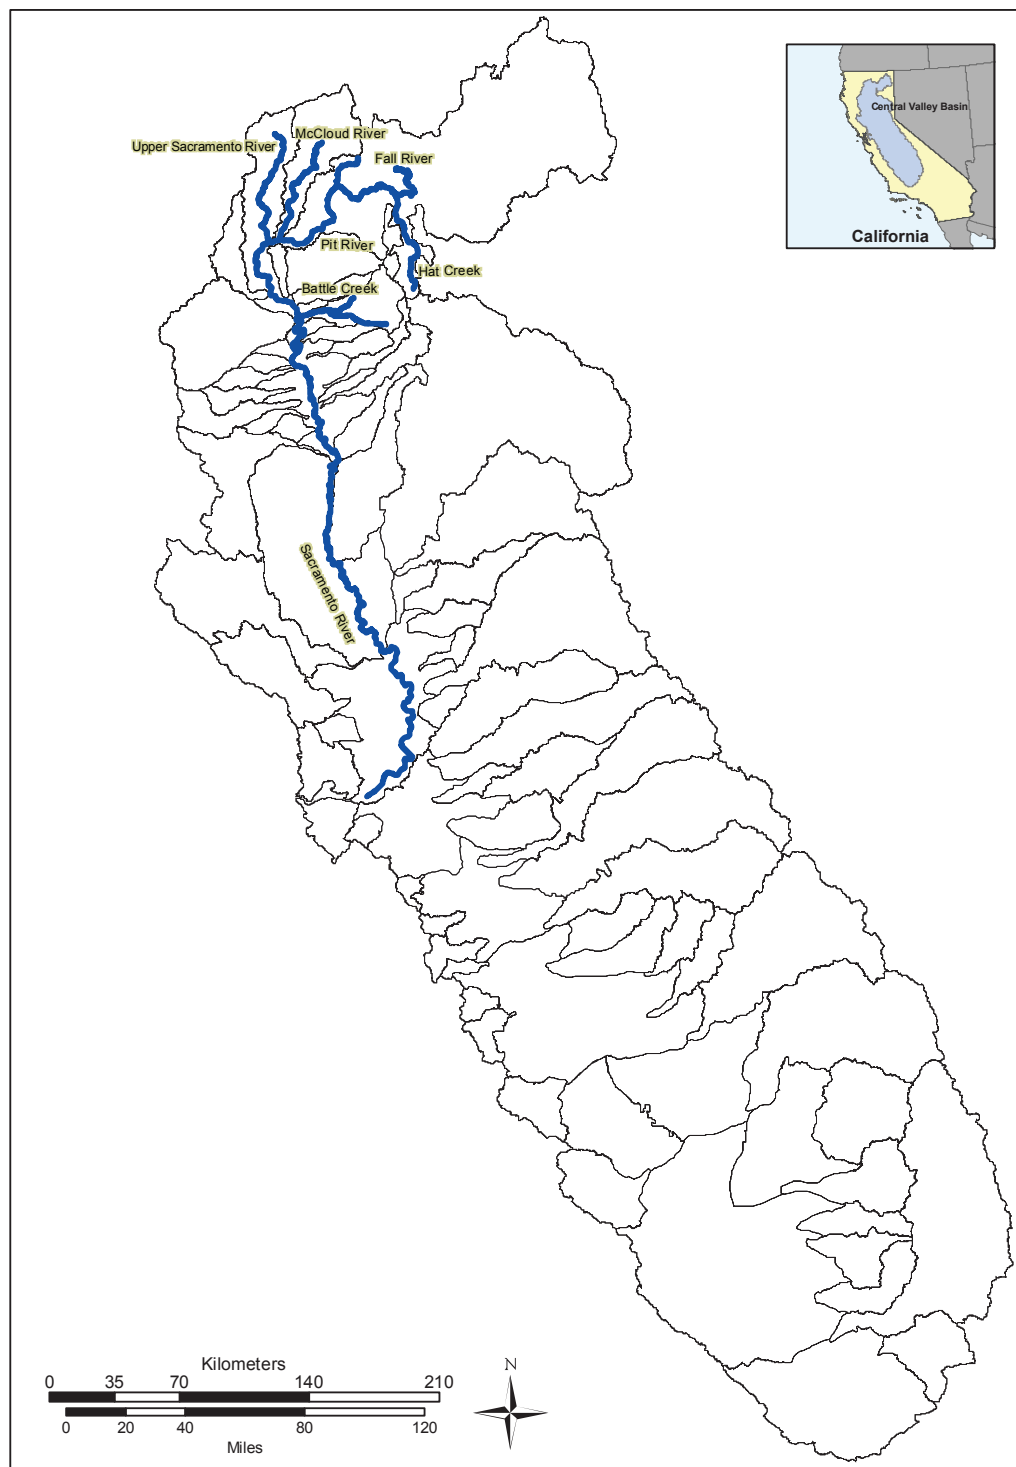 Central Valley Basin
California
McCloud River
Upper Sacramento River
Fall River
Pit River
Hat Creek
Battle Creek
Sacramento River
Kilometers
0 35 70 140 210
0 20 40 80 120
Miles
N